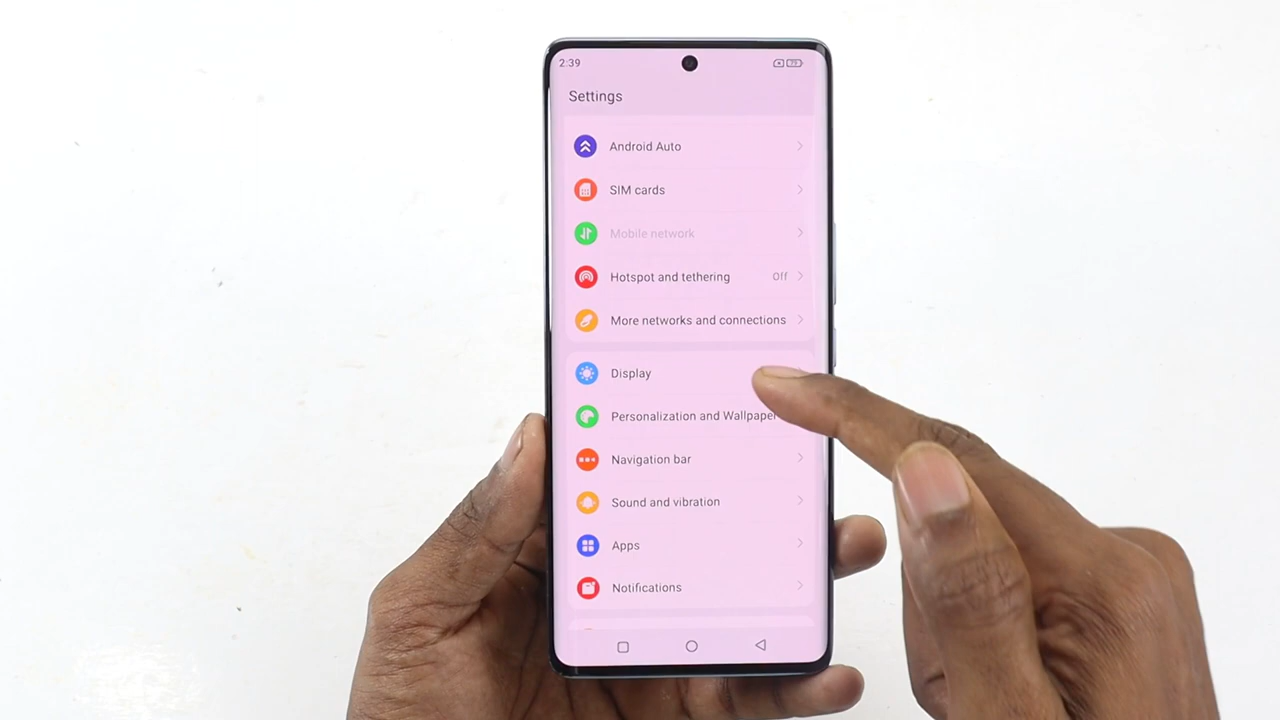 2:39
79
Settings
Android Auto
SIM cards
Mobile network
Hotspot and tethering Off
More networks and connections
Display
Personalization and Wallpaper
Navigation bar
Sound and vibration
Apps
Notifications